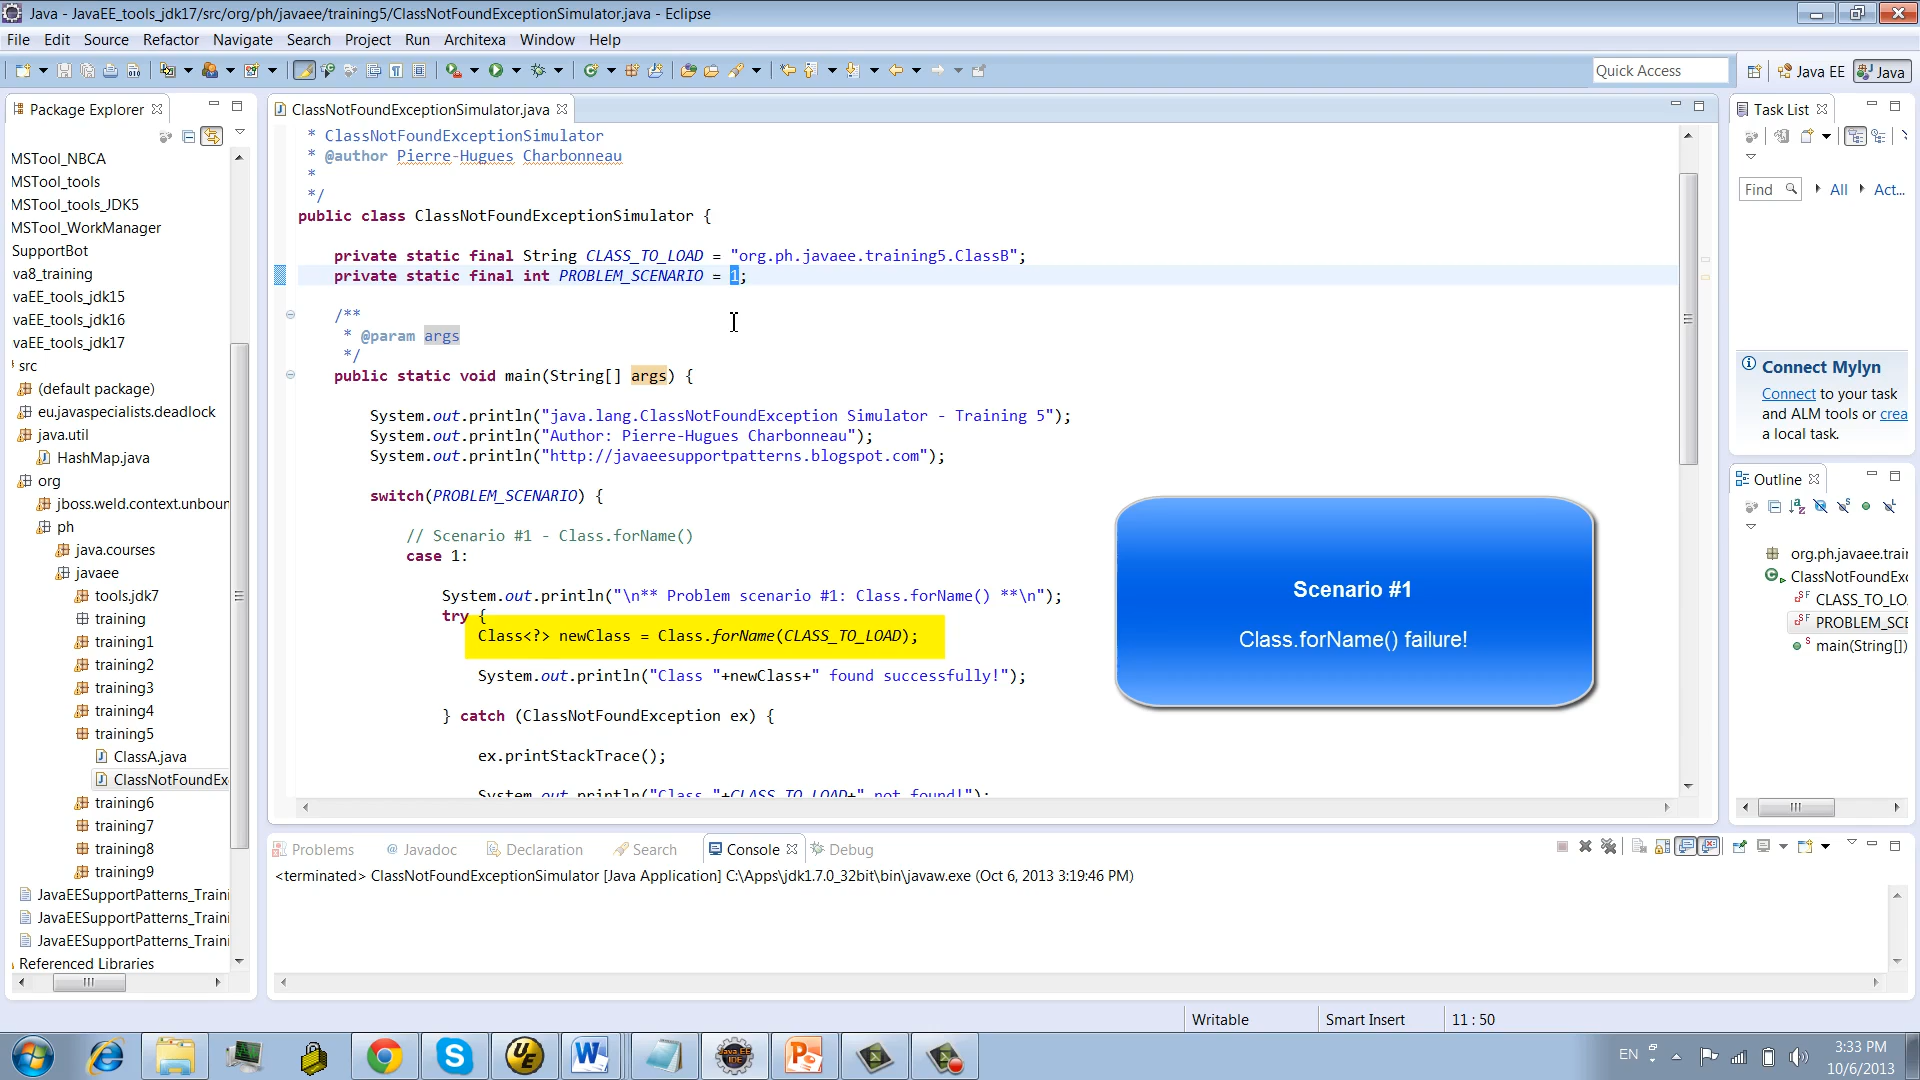 Java - JavaEE_tools_jdk17/src/org/ph/javaee/training5/ClassNotFoundExceptionSimulator.java - Eclipse
File Edit Source Refactor Navigate Search Project Run Architexa Window Help
Quick Access
Java EE
Java
Package Explorer
MSTool_NBCA
MSTool_tools
MSTool_tools_JDK5
MSTool_WorkManager
SupportBot
va8_training
vaEE_tools_jdk15
vaEE_tools_jdk16
vaEE_tools_jdk17
src
(default package)
eu.javaspecialists.deadlock
java.util
HashMap.java
org
jboss.weld.context.unboun
ph
java.courses
javaee
tools.jdk7
training
training1
training2
training3
training4
training5
ClassA.java
ClassNotFoundEx
training6
training7
training8
training9
JavaEESupportPatterns_Traini
JavaEESupportPatterns_Traini
JavaEESupportPatterns_Traini
Referenced Libraries
ClassNotFoundExceptionSimulator.java
* ClassNotFoundExceptionSimulator
* @author Pierre-Hugues Charbonneau
*
*/
public class ClassNotFoundExceptionSimulator {
private static final String CLASS_TO_LOAD = "org.ph.javaee.training5.ClassB";
private static final int PROBLEM_SCENARIO = 1;
/**
* @param args
*/
public static void main(String[] args) {
System.out.println("java.lang.ClassNotFoundException Simulator - Training 5");
System.out.println("Author: Pierre-Hugues Charbonneau");
System.out.println("http://javaeesupportpatterns.blogspot.com");
switch(PROBLEM_SCENARIO) {
// Scenario #1 - Class.forName()
case 1:
System.out.println("\n** Problem scenario #1: Class.forName() **\n");
try {
Class<?> newClass = Class.forName(CLASS_TO_LOAD);
System.out.println("Class "+newClass+" found successfully!");
} catch (ClassNotFoundException ex) {
ex.printStackTrace();
System.out.println("Class "+CLASS_TO_LOAD+" not found!");
Scenario #1
Class.forName() failure!
Task List
Find
All
Act...
Connect Mylyn
Connect to your task
and ALM tools or crea
a local task.
Outline
org.ph.javaee.trai
ClassNotFoundExc
CLASS_TO_LO
PROBLEM_SCE
main(String[])
Problems @ Javadoc Declaration Search Console Debug
<terminated> ClassNotFoundExceptionSimulator [Java Application] C:\Apps\jdk1.7.0_32bit\bin\javaw.exe (Oct 6, 2013 3:19:46 PM)
Writable
Smart Insert
11 : 50
EN
3:33 PM
10/6/2013